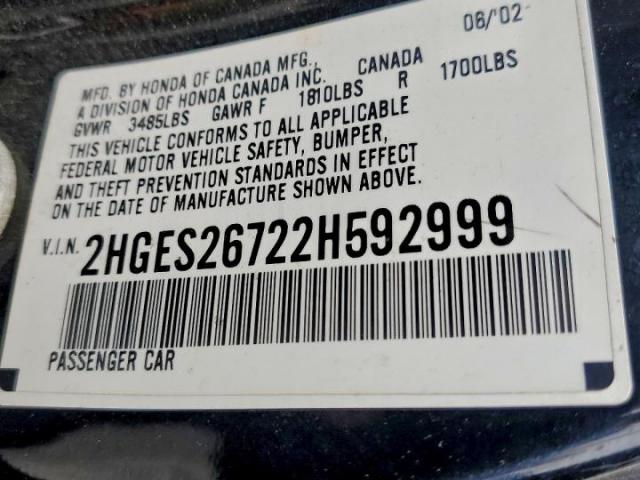 06/'02
MFD. BY HONDA OF CANADA MFG.,
A DIVISION OF HONDA CANADA INC. CANADA
GVWR 3485LBS GAWR F 1810LBS R 1700LBS
THIS VEHICLE CONFORMS TO ALL APPLICABLE
FEDERAL MOTOR VEHICLE SAFETY, BUMPER,
AND THEFT PREVENTION STANDARDS IN EFFECT
ON THE DATE OF MANUFACTURE SHOWN ABOVE.
V.I.N. 2HGES26722H592999
PASSENGER CAR